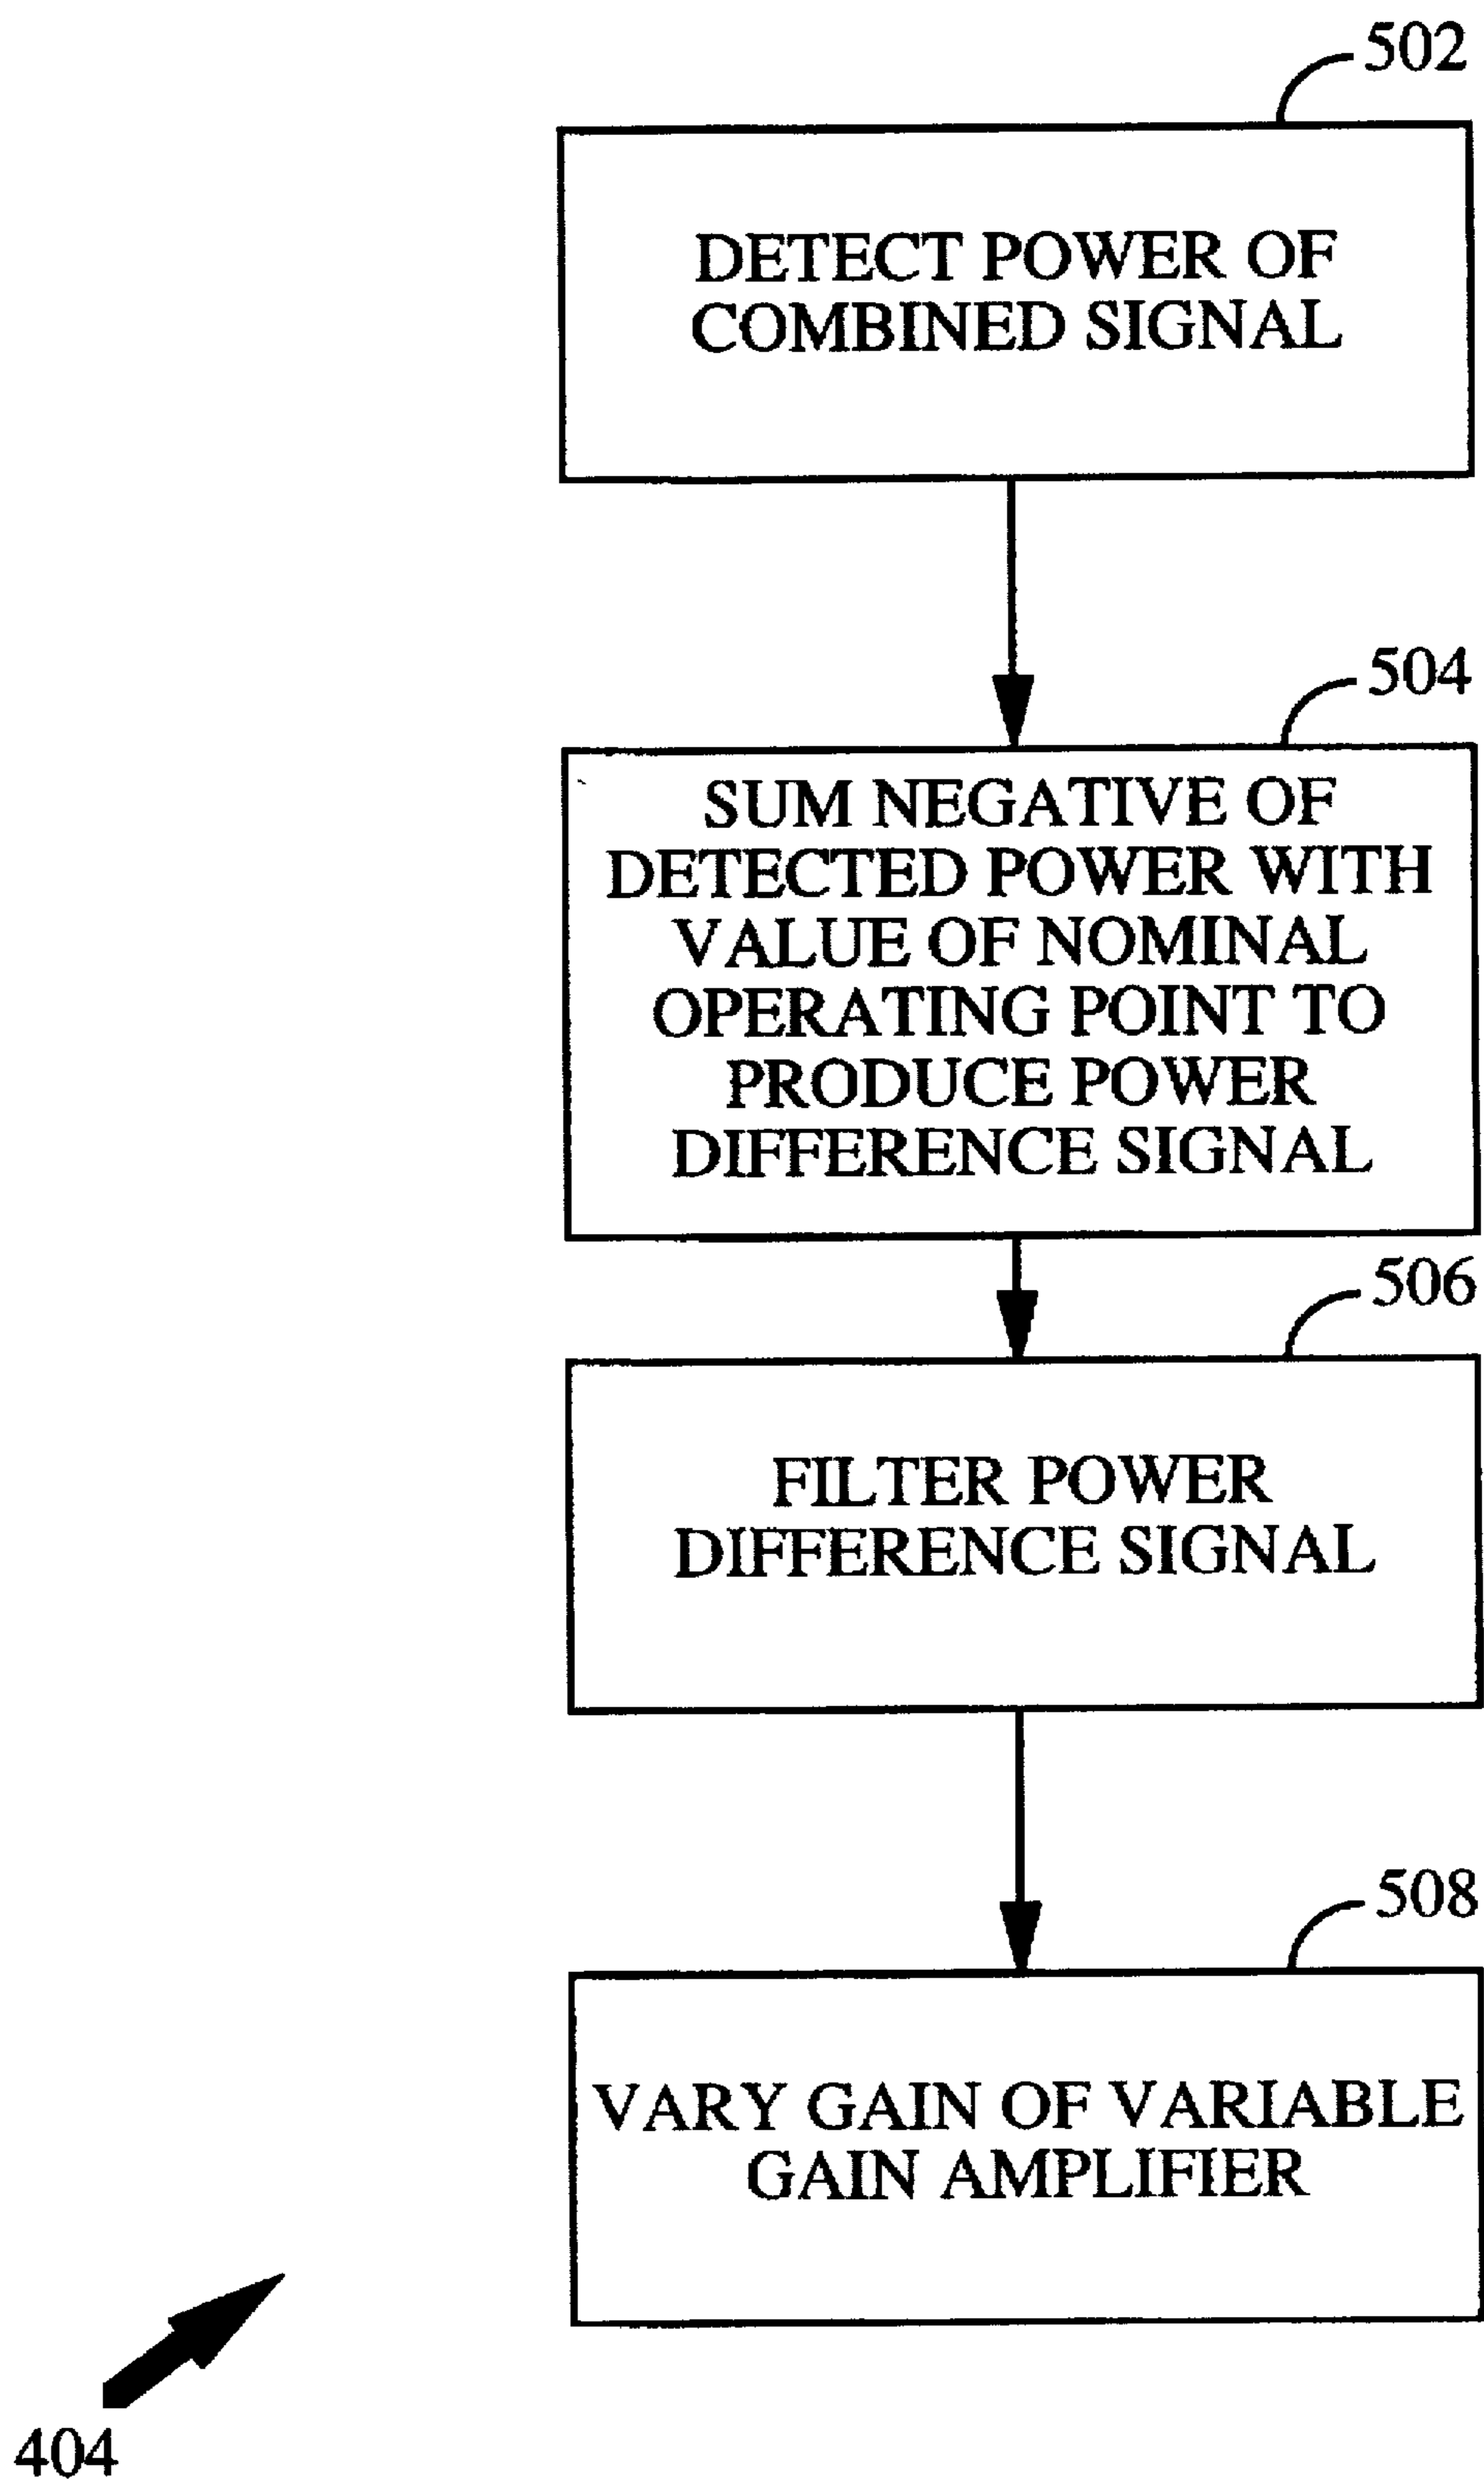 502
DETECT POWER OF
COMBINED SIGNAL
504
SUM NEGATIVE OF
DETECTED POWER WITH
VALUE OF NOMINAL
OPERATING POINT TO
PRODUCE POWER
DIFFERENCE SIGNAL
506
FILTER POWER
DIFFERENCE SIGNAL
508
VARY GAIN OF VARIABLE
GAIN AMPLIFIER
404